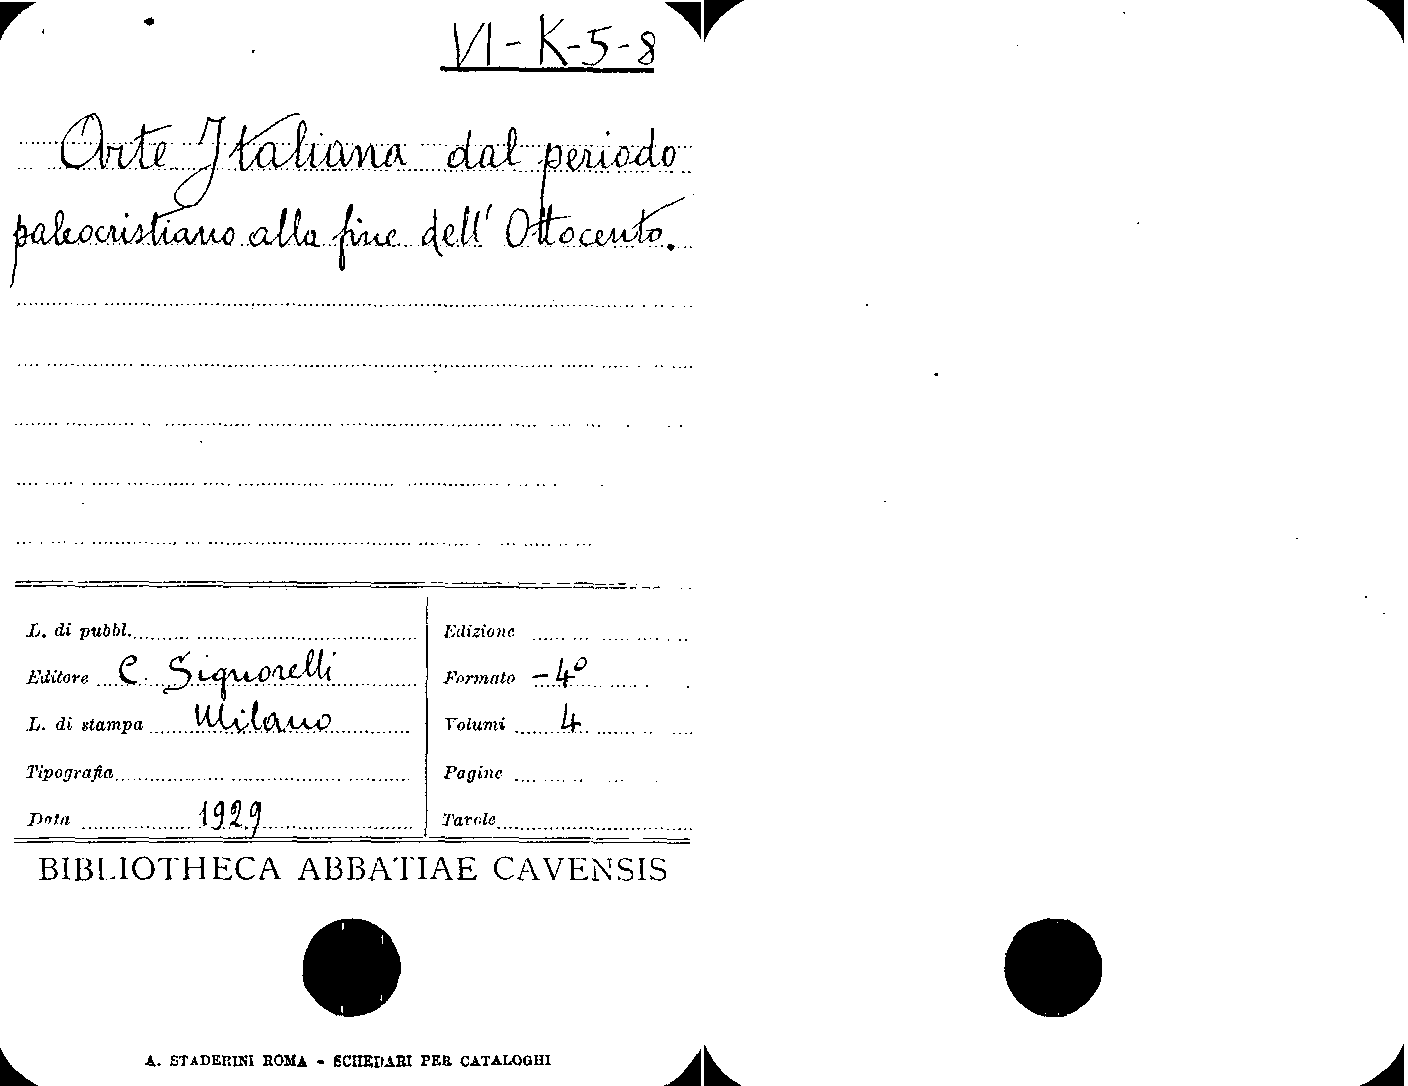 VI-K-5-8
Arte Italiana dal periodo
paleocristiano alla fine dell' Ottocento.
L. di pubbl.
Editore C. Signorelli
L. di stampa Milano
Tipografia
Data 1929
Edizione
Formato -4º
Volumi 4
Pagine
Tavole
BIBLIOTHECA ABBATIAE CAVENSIS
A. STADERINI ROMA - SCHEDARI PER CATALOGHI